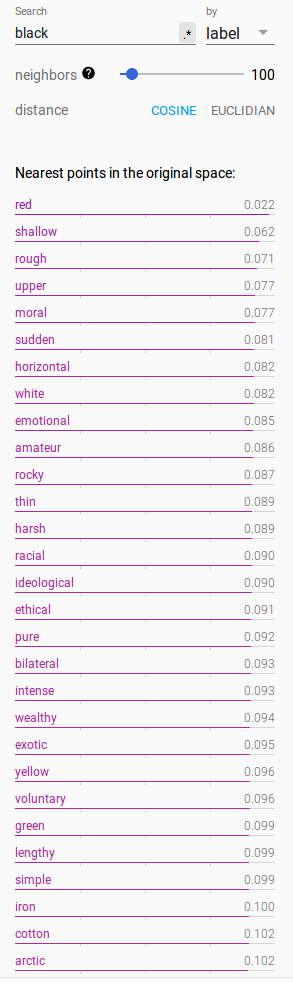 Search
by
black
.*
label
neighbors ? 100
distance COSINE EUCLIDIAN
Nearest points in the original space:
red 0.022
shallow 0.062
rough 0.071
upper 0.077
moral 0.077
sudden 0.081
horizontal 0.082
white 0.082
emotional 0.085
amateur 0.086
rocky 0.087
thin 0.089
harsh 0.089
racial 0.090
ideological 0.090
ethical 0.091
pure 0.092
bilateral 0.093
intense 0.093
wealthy 0.094
exotic 0.095
yellow 0.096
voluntary 0.096
green 0.099
lengthy 0.099
simple 0.099
iron 0.100
cotton 0.102
arctic 0.102